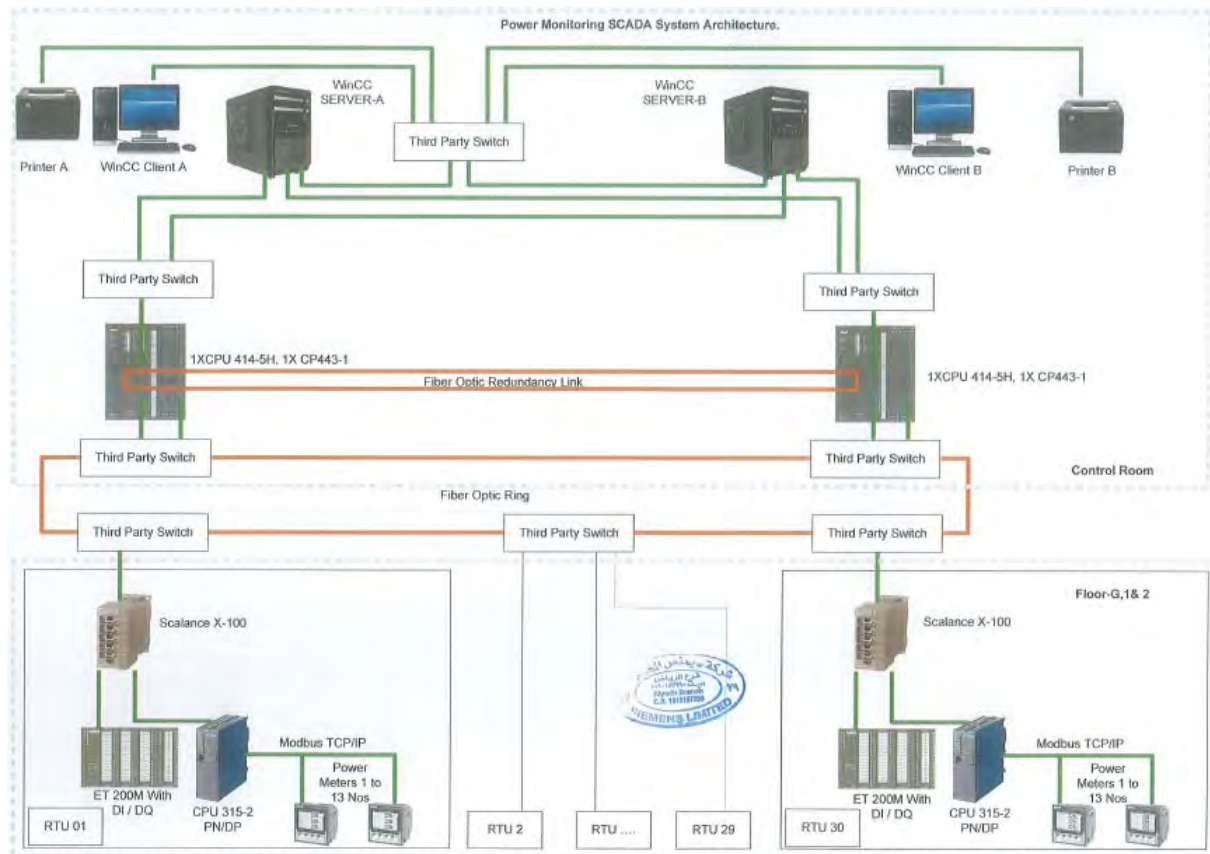 Power Monitoring SCADA System Architecture.
WinCC
SERVER-A
WinCC
SERVER-B
Third Party Switch
Printer A
WinCC Client A
WinCC Client B
Printer B
Third Party Switch
Third Party Switch
1XCPU 414-5H, 1X CP443-1
Fiber Optic Redundancy Link
1XCPU 414-5H, 1X CP443-1
Third Party Switch
Third Party Switch
Control Room
Fiber Optic Ring
Third Party Switch
Third Party Switch
Third Party Switch
Floor-G,1& 2
Scalance X-100
Scalance X-100
Modbus TCP/IP
Power
Meters 1 to
13 Nos
ET 200M With
DI / DQ
CPU 315-2
PN/DP
RTU 01
RTU 2
RTU ....
RTU 29
Modbus TCP/IP
Power
Meters 1 to
13 Nos
ET 200M With
DI / DQ
CPU 315-2
PN/DP
RTU 30
Riyadh Branch
SIEMENS LIMITED